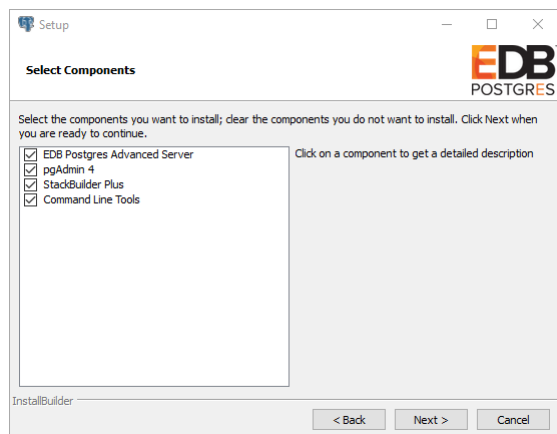 Setup
Select Components
EDB
POSTGRES
Select the components you want to install; clear the components you do not want to install. Click Next when
you are ready to continue.
EDB Postgres Advanced Server
pgAdmin 4
StackBuilder Plus
Command Line Tools
Click on a component to get a detailed description
InstallBuilder
< Back
Next >
Cancel